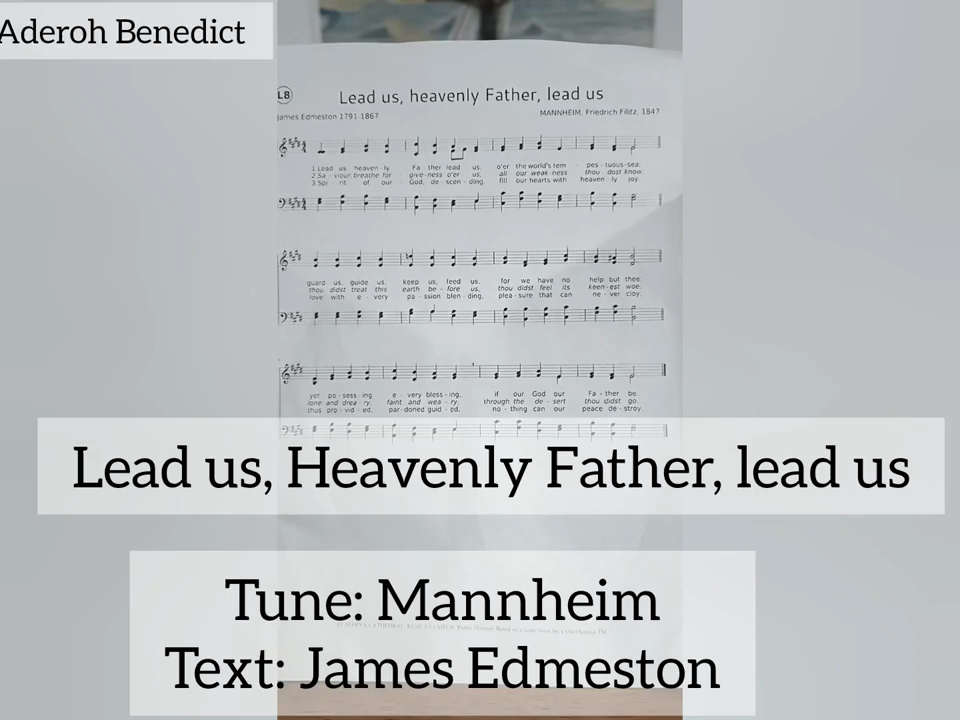 Aderoh Benedict
L8
Lead us, heavenly Father, lead us
James Edmeston 1791-1867
MANNHEIM, Friedrich Filitz, 1847
1 Lead us heaven-ly Fa-ther lead us, o'er the world's tem-pes-tuous sea:
2 Sa-viour, breathe for-give-ness o'er us, all our weak-ness thou dost know,
3 Spi-rit of our God, de-scen-ding, fill our hearts with heaven-ly joy
guard us, guide us, keep us, feed us, for we have no help but thee:
thou didst treat this earth be-fore us, thou didst feel its keen-est woe:
love with e-very pa-ssion blen-ding, plea-sure that can ne-ver cloy:
yet po-sess-ing e-very bless-ing, if our God our Fa-ther be.
lone and drea-ry, faint and wea-ry, through the de-sert thou didst go.
thus pro-vid-ed, par-doned guid-ed, no-thing can our peace de-stroy
Lead us, Heavenly Father, lead us
Tune: Mannheim
Text: James Edmeston